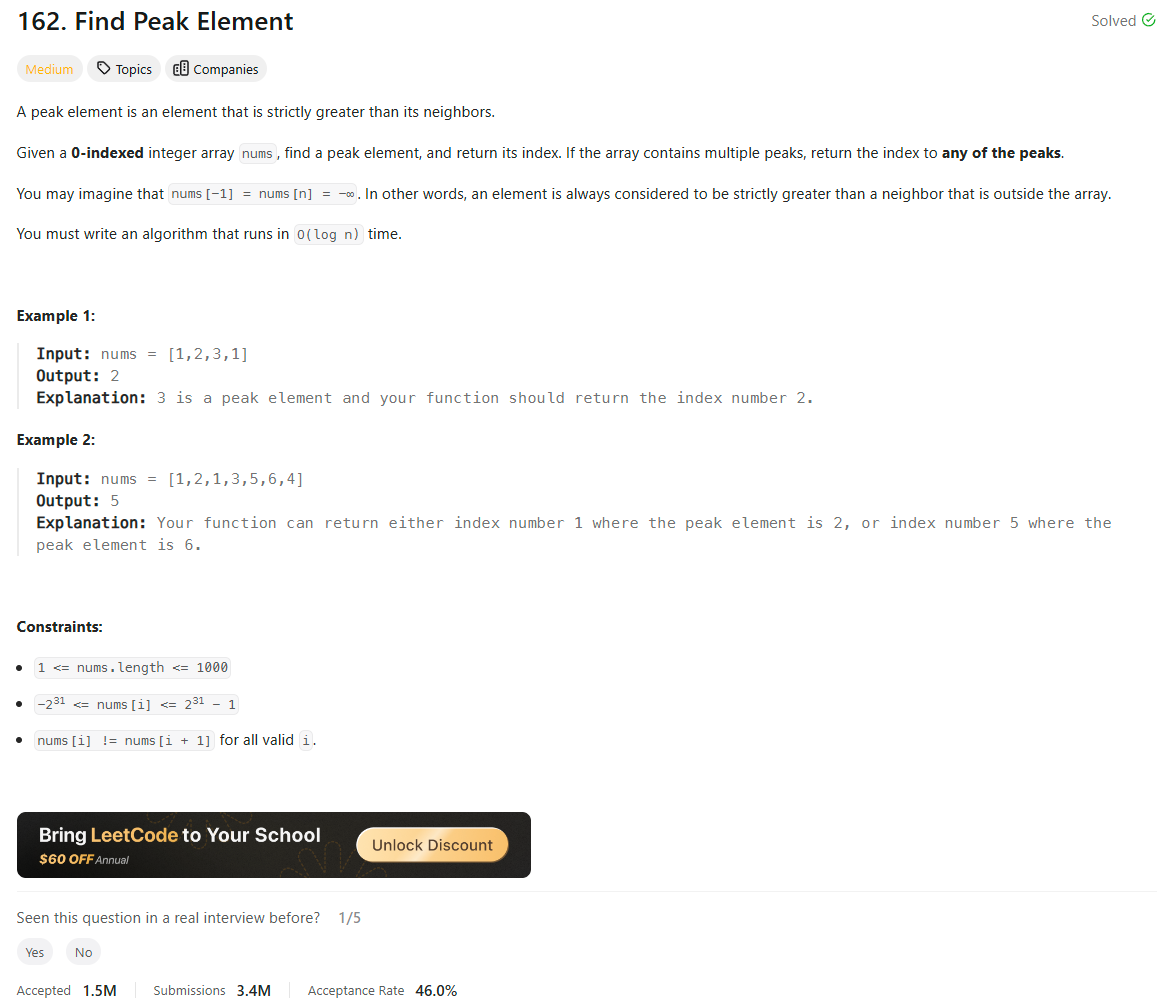 162. Find Peak Element
Solved
Medium
Topics
Companies
A peak element is an element that is strictly greater than its neighbors.
Given a 0-indexed integer array nums, find a peak element, and return its index. If the array contains multiple peaks, return the index to any of the peaks.
You may imagine that nums[-1] = nums[n] = -∞. In other words, an element is always considered to be strictly greater than a neighbor that is outside the array.
You must write an algorithm that runs in O(log n) time.
Example 1:
Input: nums = [1,2,3,1]
Output: 2
Explanation: 3 is a peak element and your function should return the index number 2.
Example 2:
Input: nums = [1,2,1,3,5,6,4]
Output: 5
Explanation: Your function can return either index number 1 where the peak element is 2, or index number 5 where the
peak element is 6.
Constraints:
• 1 <= nums.length <= 1000
• -2³¹ <= nums[i] <= 2³¹ - 1
• nums[i] != nums[i + 1] for all valid i.
Bring LeetCode to Your School
$60 OFF Annual
Unlock Discount
Seen this question in a real interview before? 1/5
Yes
No
Accepted 1.5M
Submissions 3.4M
Acceptance Rate 46.0%